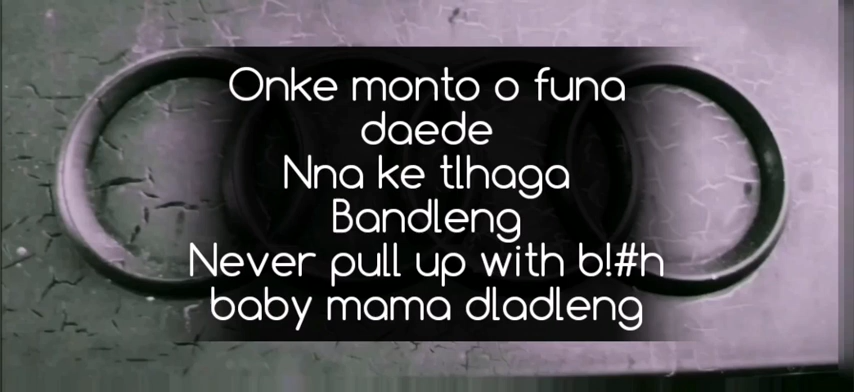 Onke monto o funa
daede
Nna ke tlhaga
Bandleng
Never pull up with b!#h
baby mama dladleng